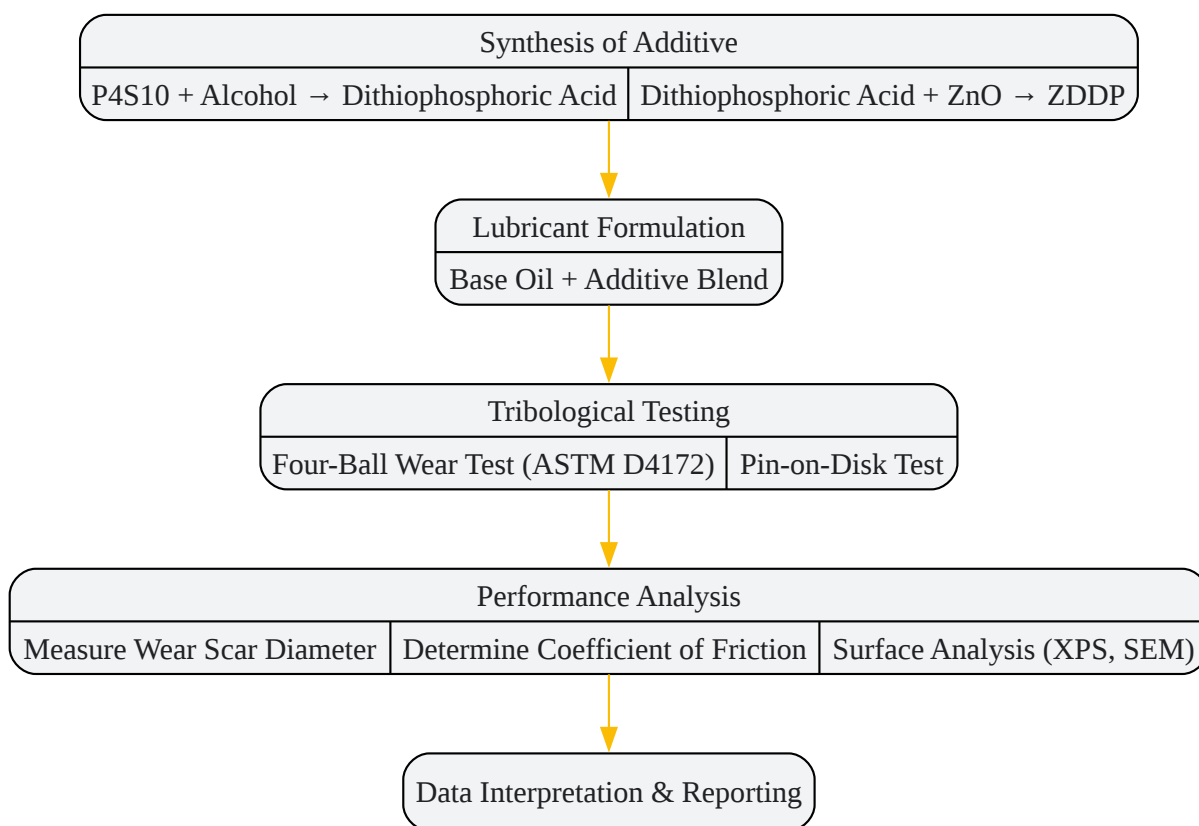 Synthesis of Additive
P4S10 + Alcohol → Dithiophosphoric Acid
Dithiophosphoric Acid + ZnO → ZDDP
Lubricant Formulation
Base Oil + Additive Blend
Tribological Testing
Four-Ball Wear Test (ASTM D4172)
Pin-on-Disk Test
Performance Analysis
Measure Wear Scar Diameter
Determine Coefficient of Friction
Surface Analysis (XPS, SEM)
Data Interpretation & Reporting